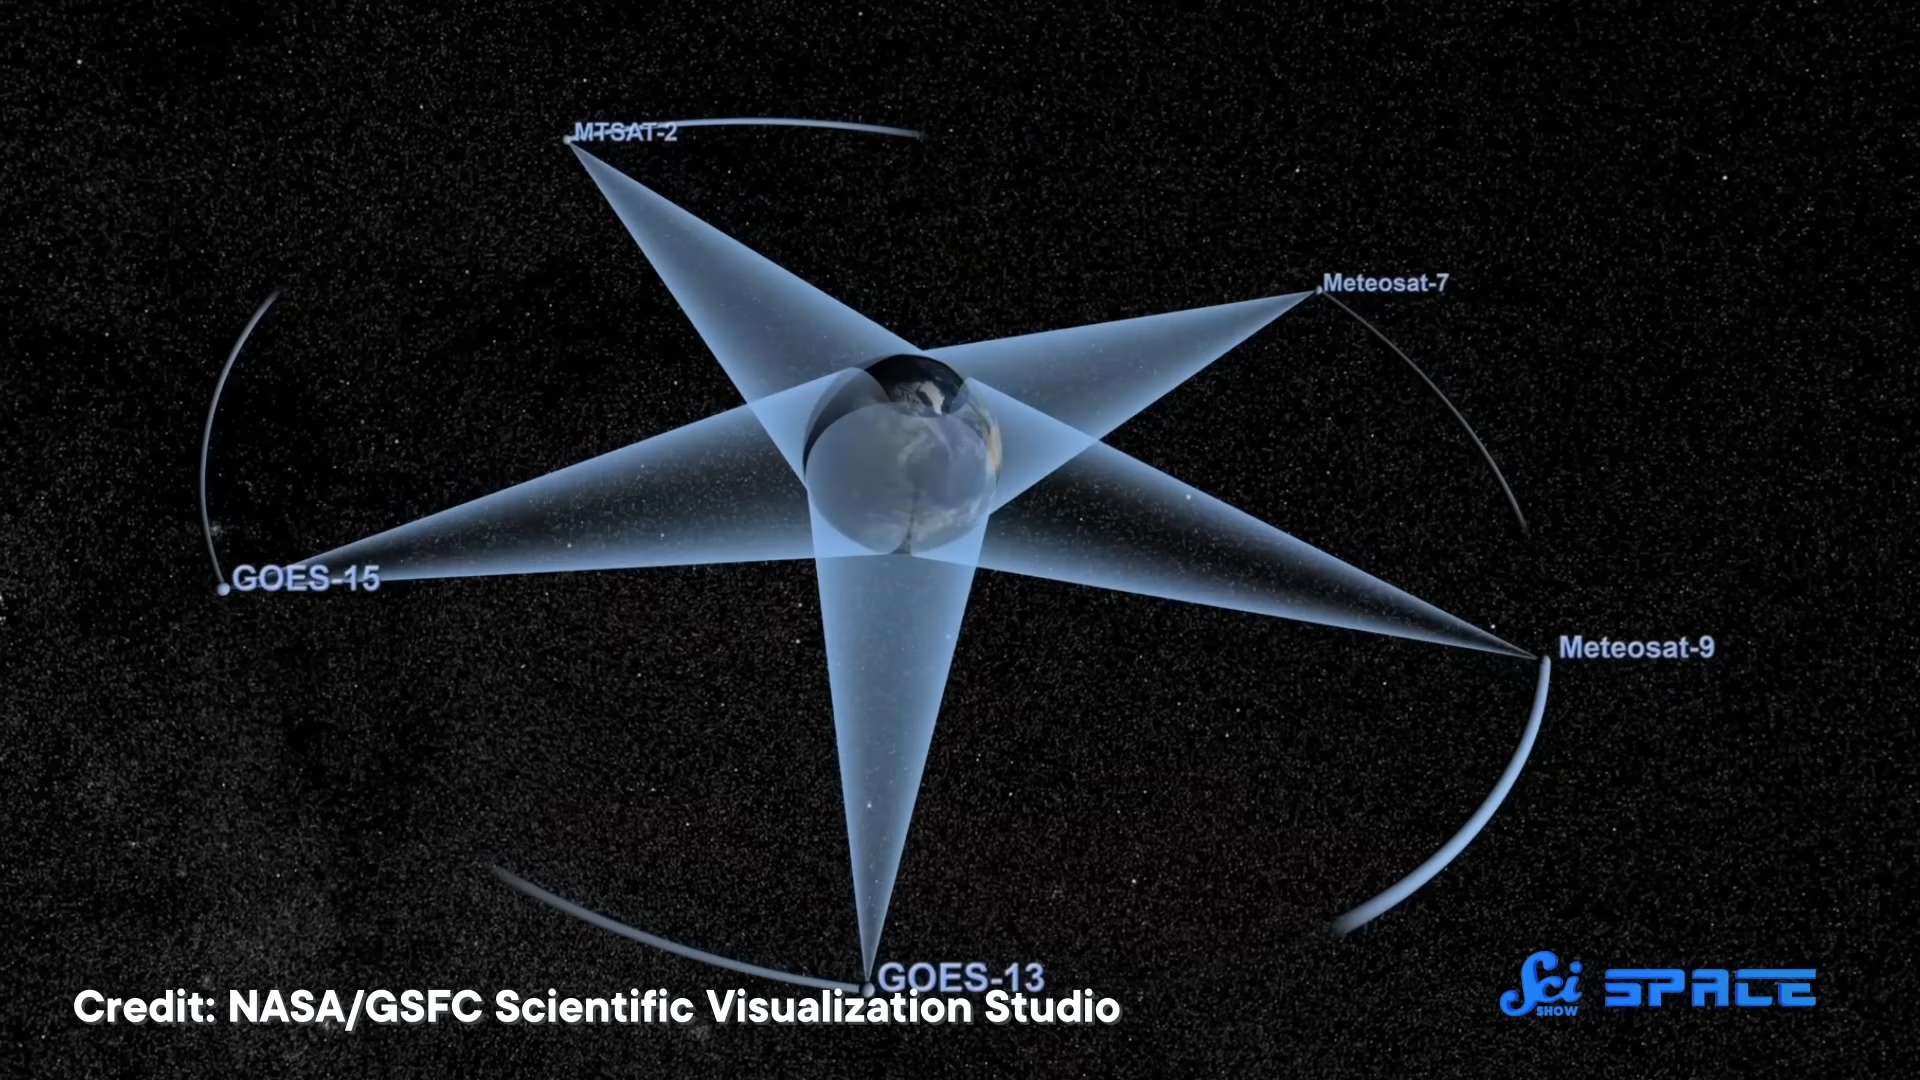 MTSAT-2
Meteosat-7
GOES-15
Meteosat-9
GOES-13
Credit: NASA/GSFC Scientific Visualization Studio
Sci SHOW SPACE